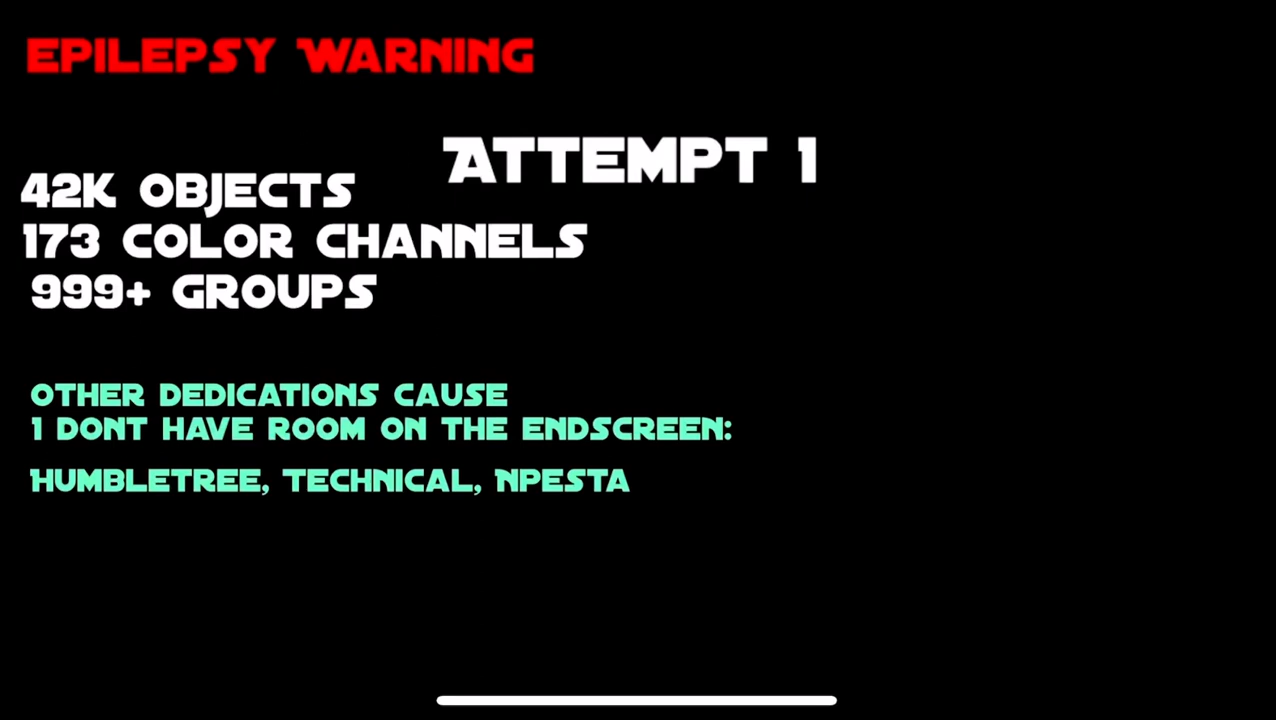 EPILEPSY WARNING
ATTEMPT 1
42K OBJECTS
173 COLOR CHANNELS
999+ GROUPS
OTHER DEDICATIONS CAUSE
I DONT HAVE ROOM ON THE ENDSCREEN:
HUMBLETREE, TECHNICAL, NPESTA